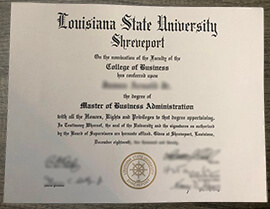 Louisiana State University
Shreveport
On the nomination of the Faculty of the
College of Business
has conferred upon
the degree of
Master of Business Administration
with all the Honors, Rights and Privileges to that degree appertaining.
In Testimony Whereof, the seal of the University and the signatures as authorized
by the Board of Supervisors are hereunto affixed. Given at Shreveport, Louisiana,
December eighteenth,